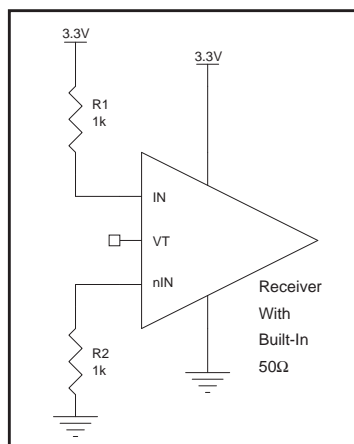 3.3V
3.3V
R1
1k
IN
VT
nIN
Receiver
With
Built-In
50Ω
R2
1k